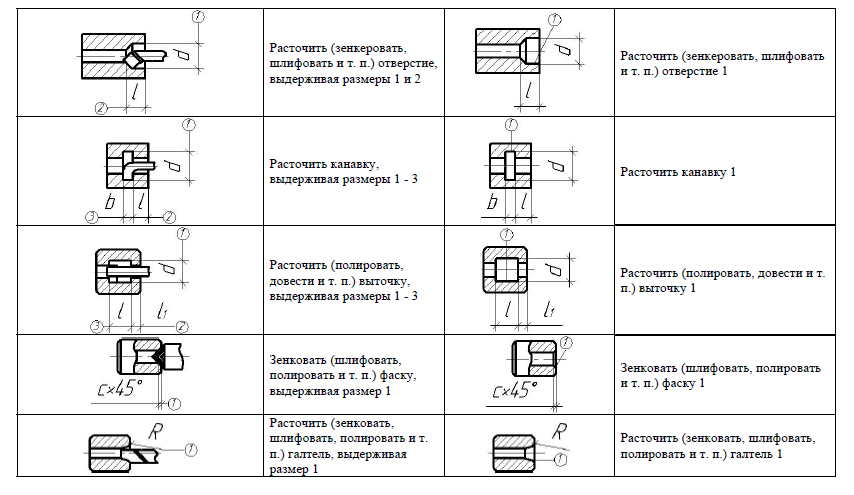 1
d
l
2
Расточить (зенкеровать,
шлифовать и т. п.) отверстие,
выдерживая размеры 1 и 2
1
d
l
Расточить (зенкеровать, шлифовать
и т. п.) отверстие 1
1
d
b
l
3
2
Расточить канавку,
выдерживая размеры 1 - 3
1
d
b
l
Расточить канавку 1
1
d
l
l1
3
2
Расточить (полировать,
довести и т. п.) выточку,
выдерживая размеры 1 - 3
1
d
l
l1
Расточить (полировать, довести и т.
п.) выточку 1
c×45°
1
Зенковать (шлифовать,
полировать и т. п.) фаску,
выдерживая размер 1
1
c×45°
Зенковать (шлифовать, полировать
и т. п.) фаску 1
R
1
Расточить (зенковать,
шлифовать, полировать и т.
п.) галтель, выдерживая
размер 1
R
1
Расточить (зенковать, шлифовать,
полировать и т. п.) галтель 1